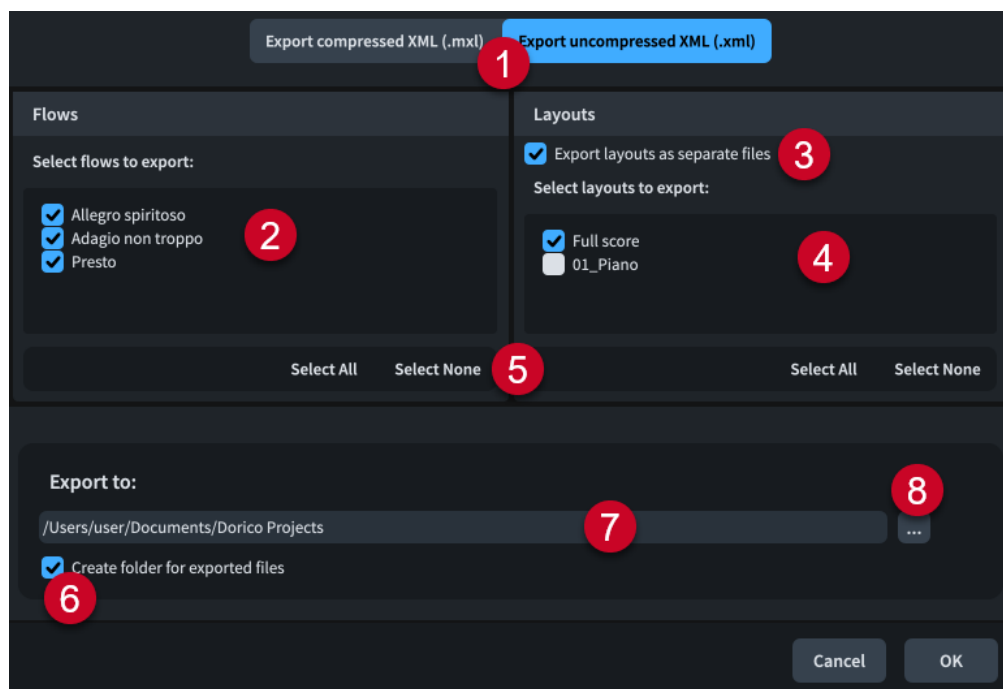 Export compressed XML (.mxl) Export uncompressed XML (.xml)
1
Flows
Select flows to export:
Allegro spiritoso
Adagio non troppo
Presto
2
Select All Select None
5
Layouts
Export layouts as separate files
3
Select layouts to export:
Full score
01_Piano
4
Select All Select None
Export to:
8
/Users/user/Documents/Dorico Projects
7
...
Create folder for exported files
6
Cancel OK